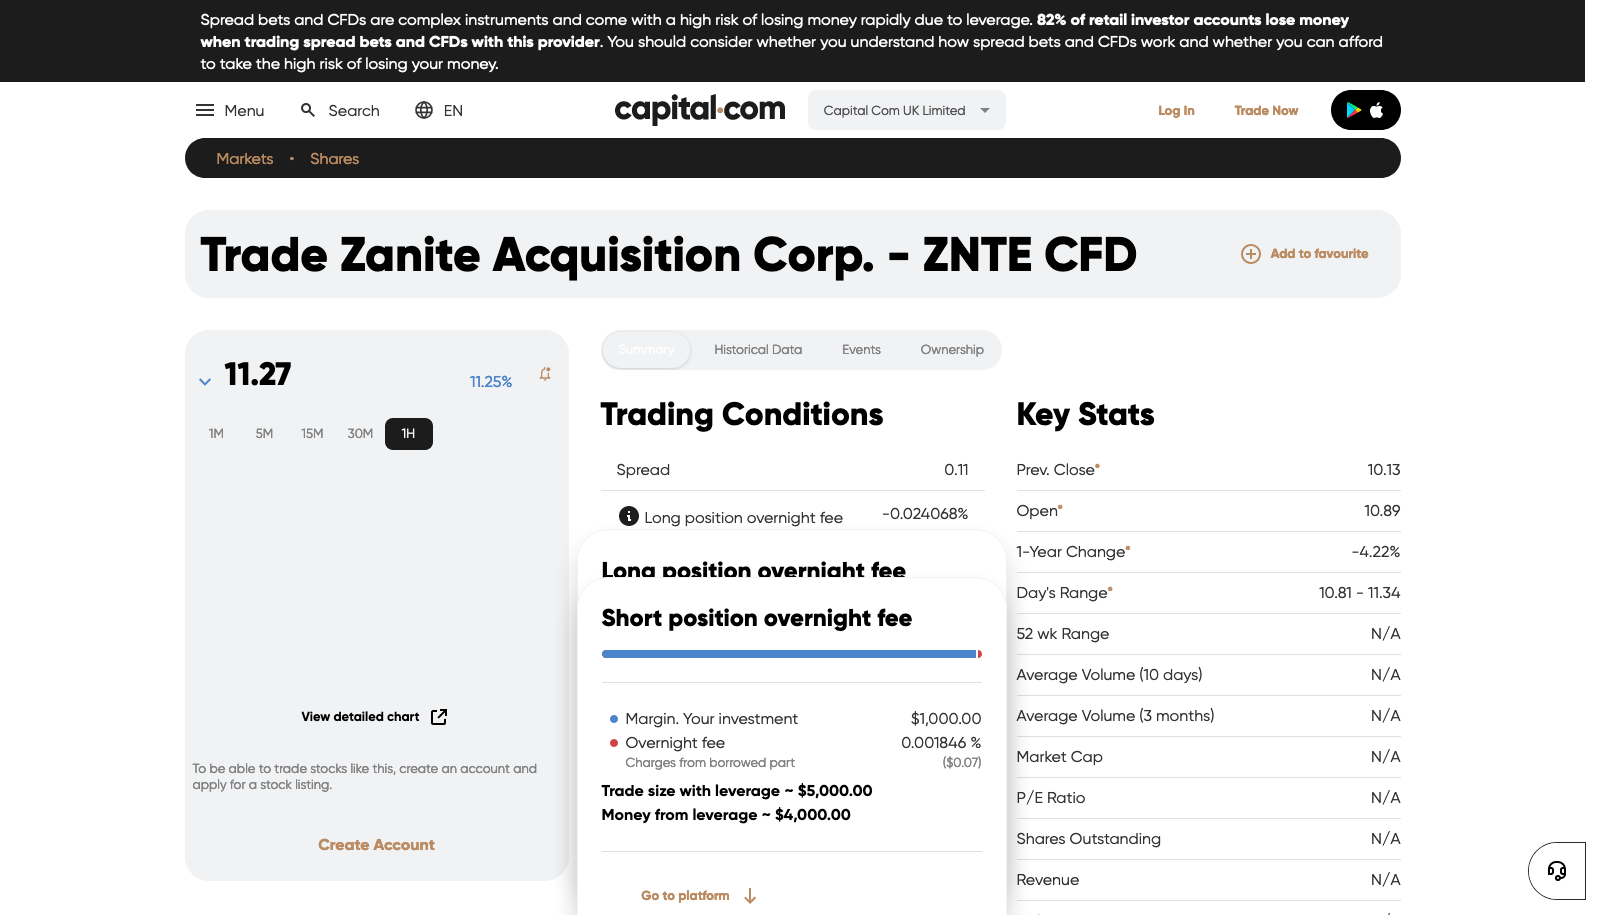 Spread bets and CFDs are complex instruments and come with a high risk of losing money rapidly due to leverage. 82% of retail investor accounts lose money
when trading spread bets and CFDs with this provider. You should consider whether you understand how spread bets and CFDs work and whether you can afford
to take the high risk of losing your money.
Menu Search EN capital.com Capital Com UK Limited Log In Trade Now
Markets • Shares
Trade Zanite Acquisition Corp. - ZNTE CFD Add to favourite
11.27 11.25%
1M 5M 15M 30M 1H
View detailed chart
To be able to trade stocks like this, create an account and
apply for a stock listing.
Create Account
Summary Historical Data Events Ownership
Trading Conditions
Spread 0.11
Long position overnight fee -0.024068%
Long position overnight fee
Short position overnight fee
Margin. Your investment $1,000.00
Overnight fee 0.001846 %
Charges from borrowed part ($0.07)
Trade size with leverage ~ $5,000.00
Money from leverage ~ $4,000.00
Go to platform
Key Stats
Prev. Close* 10.13
Open* 10.89
1-Year Change* -4.22%
Day's Range* 10.81 - 11.34
52 wk Range N/A
Average Volume (10 days) N/A
Average Volume (3 months) N/A
Market Cap N/A
P/E Ratio N/A
Shares Outstanding N/A
Revenue N/A